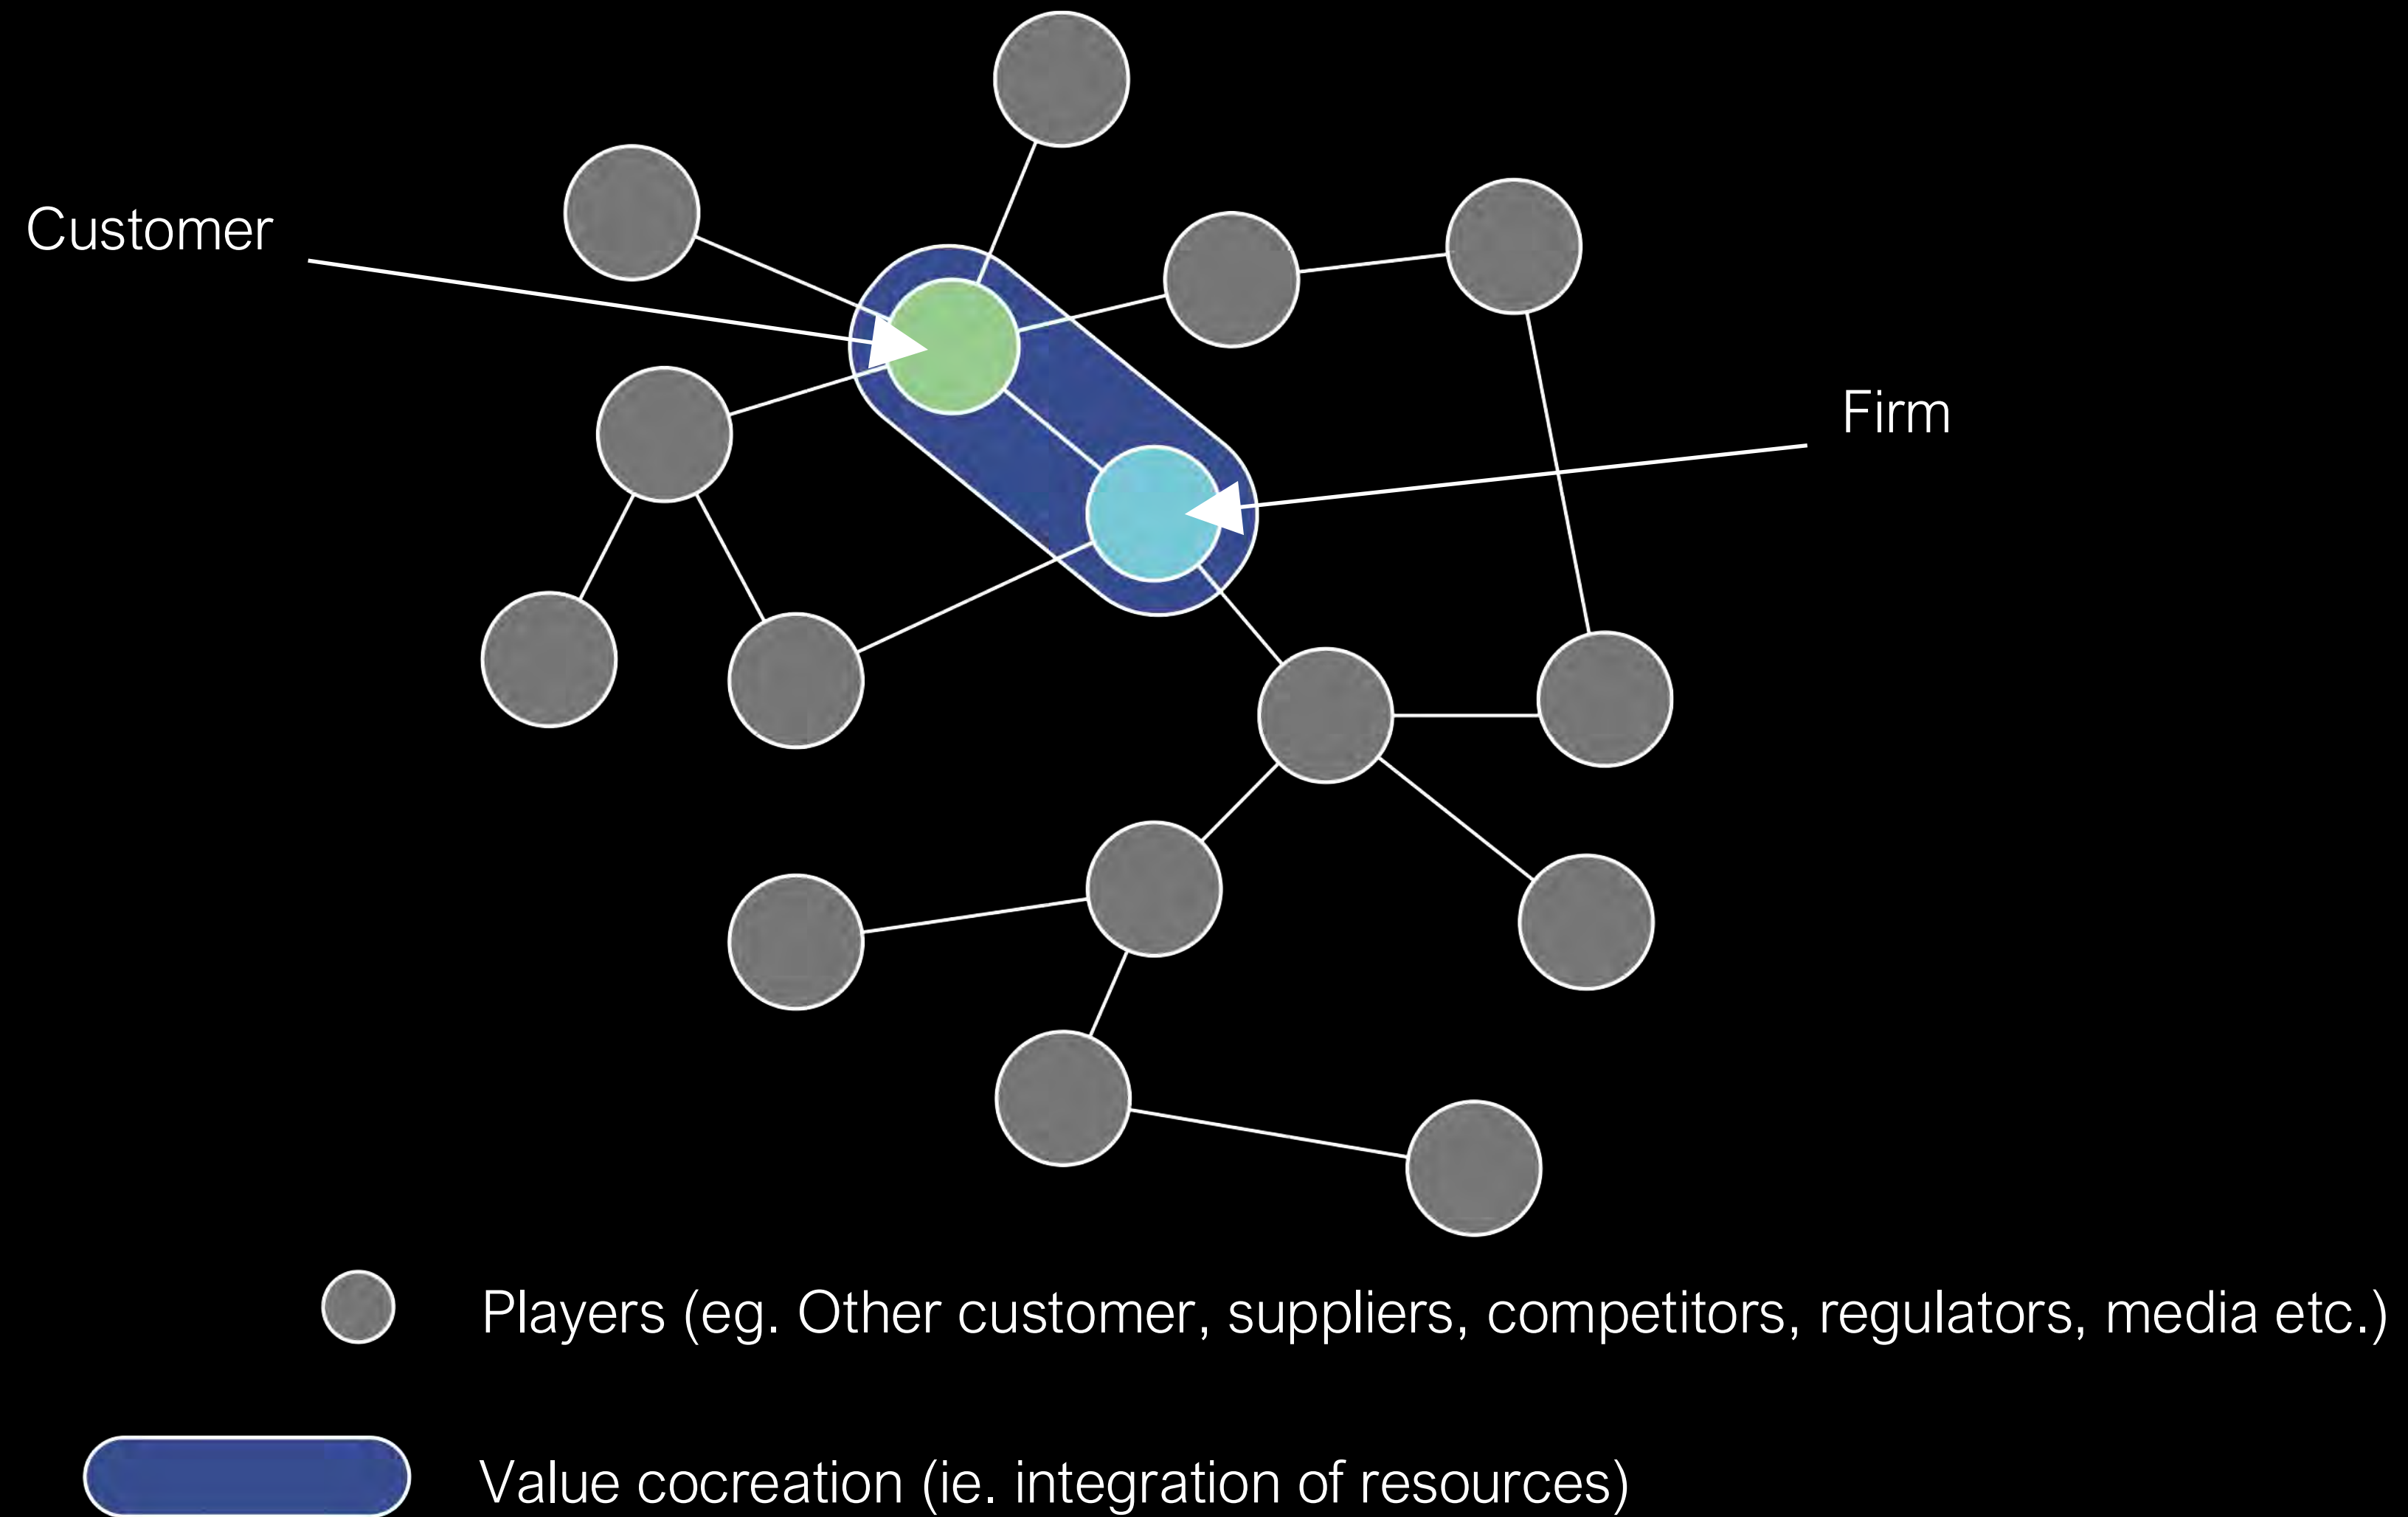 Customer
Firm
Players (eg. Other customer, suppliers, competitors, regulators, media etc.)
Value cocreation (ie. integration of resources)